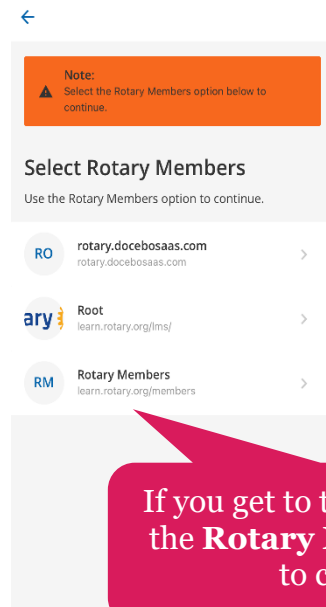 Note:
Select the Rotary Members option below to
continue.
Select Rotary Members
Use the Rotary Members option to continue.
RO
rotary.docebosaas.com
rotary.docebosaas.com
ary
Root
learn.rotary.org/lms/
RM
Rotary Members
learn.rotary.org/members
If you get to
the Rotary
to